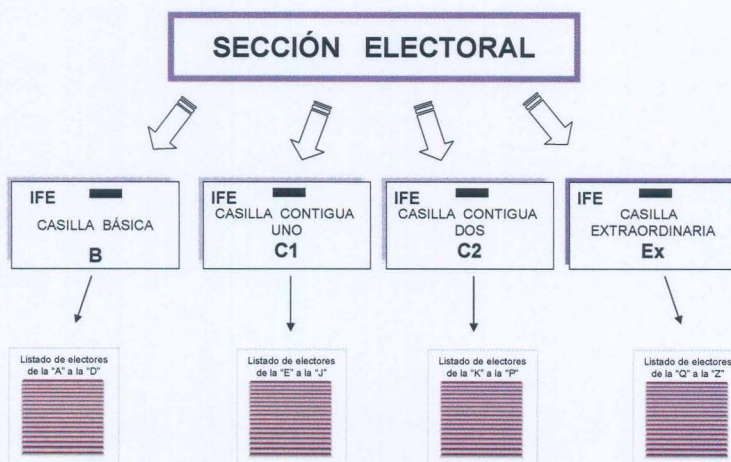 SECCIÓN ELECTORAL
IFE
CASILLA BÁSICA
B
IFE
CASILLA CONTIGUA
UNO
C1
IFE
CASILLA CONTIGUA
DOS
C2
IFE
CASILLA
EXTRAORDINARIA
Ex
Listado de electores
de la "A" a la "D"
Listado de electores
de la "E" a la "J"
Listado de electores
de la "K" a la "P"
Listado de electores
de la "Q" a la "Z"